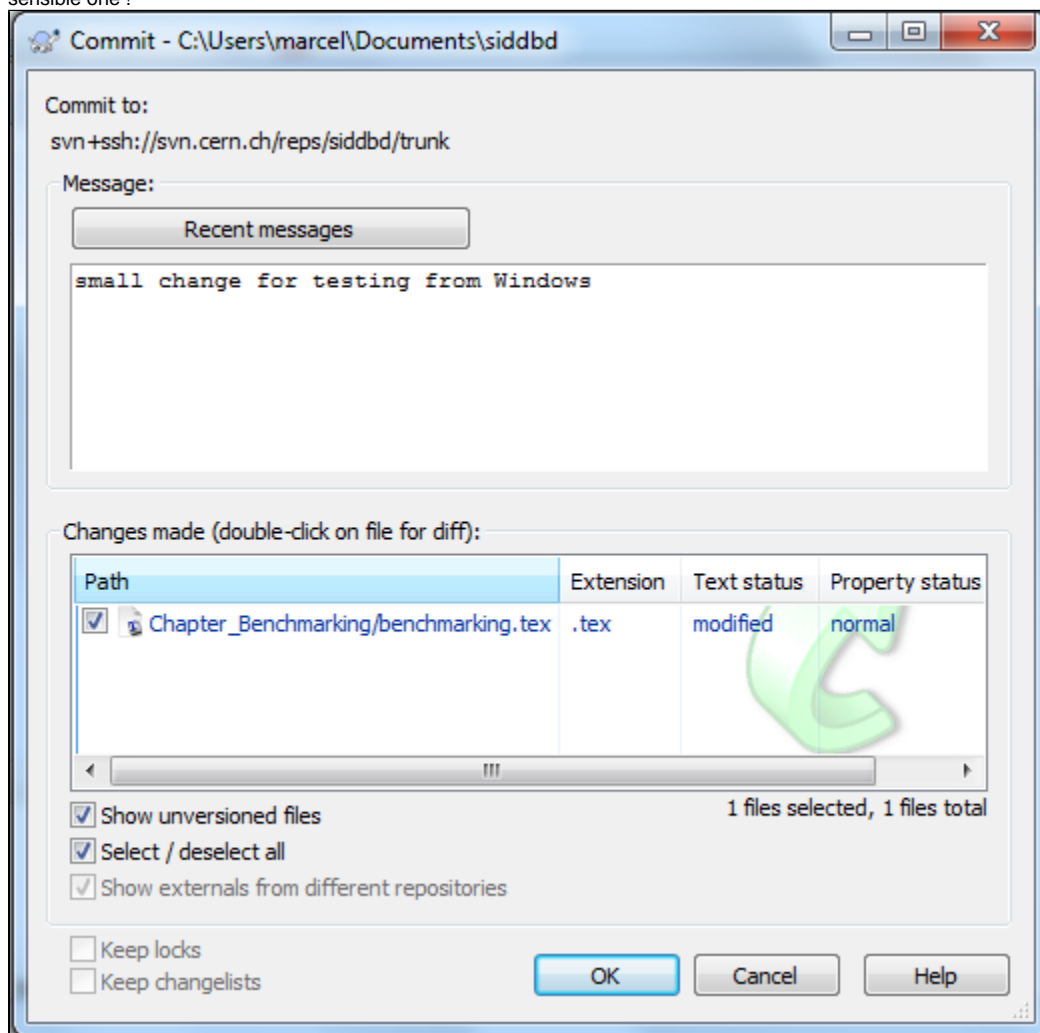 sensible one !
Commit - C:\Users\marcel\Documents\siddbd
Commit to:
svn+ssh://svn.cern.ch/reps/siddbd/trunk
Message:
Recent messages
small change for testing from Windows
Changes made (double-click on file for diff):
Path Extension Text status Property status
Chapter_Benchmarking/benchmarking.tex .tex modified normal
Show unversioned files 1 files selected, 1 files total
Select / deselect all
Show externals from different repositories
Keep locks
Keep changelists
OK Cancel Help